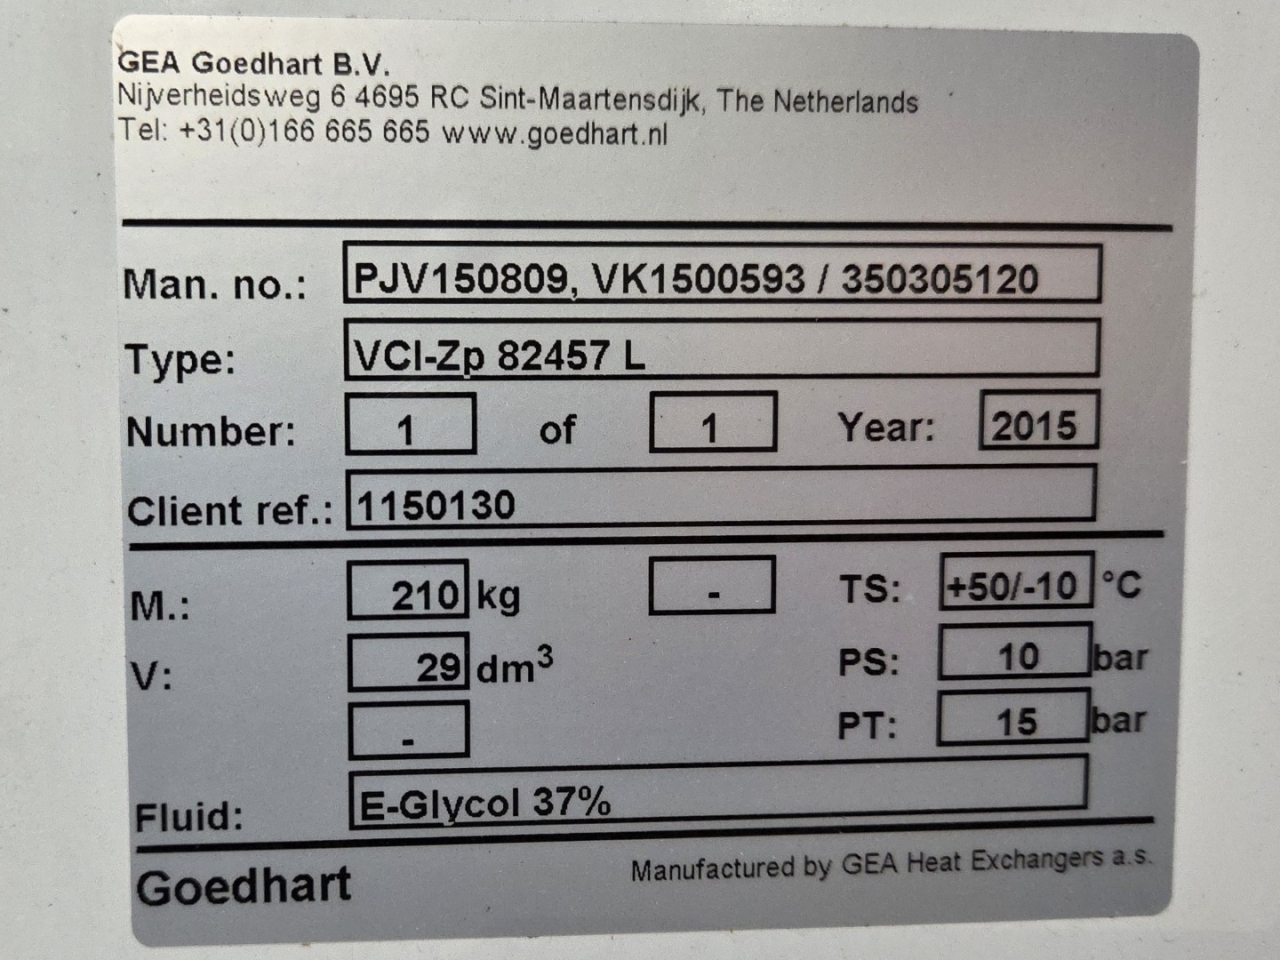 GEA Goedhart B.V.
Nijverheidsweg 6 4695 RC Sint-Maartensdijk, The Netherlands
Tel: +31(0)166 665 665 www.goedhart.nl
Man. no.: PJV150809, VK1500593 / 350305120
Type: VCI-Zp 82457 L
Number: 1 of 1 Year: 2015
Client ref.: 1150130
M.: 210 kg - TS: +50/-10 °C
V: 29 dm³ PS: 10 bar
- PT: 15 bar
Fluid: E-Glycol 37%
Goedhart Manufactured by GEA Heat Exchangers a.s.